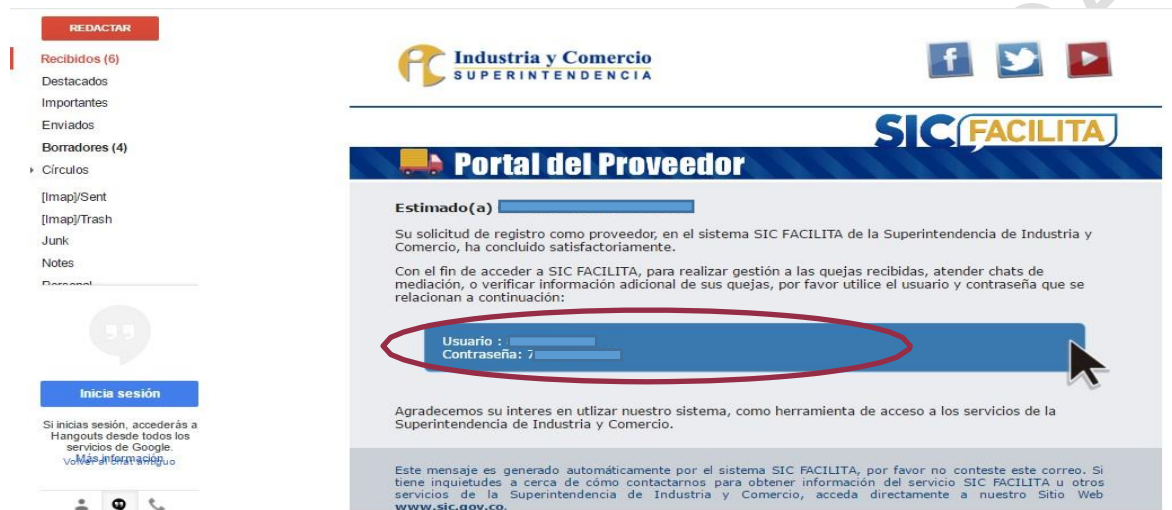 REDACTAR
Recibidos (6)
Destacados
Importantes
Enviados
Borradores (4)
Círculos
[Imap]/Sent
[Imap]/Trash
Junk
Notes
Personal
Inicia sesión
Si inicias sesión, accederás a
Hangouts desde todos los
servicios de Google.
Más información
Volver al chat antiguo
Industria y Comercio
SUPERINTENDENCIA
SIC FACILITA
Portal del Proveedor
Estimado(a)
Su solicitud de registro como proveedor, en el sistema SIC FACILITA de la Superintendencia de Industria y
Comercio, ha concluido satisfactoriamente.
Con el fin de acceder a SIC FACILITA, para realizar gestión a las quejas recibidas, atender chats de
mediación, o verificar información adicional de sus quejas, por favor utilice el usuario y contraseña que se
relacionan a continuación:
Usuario :
Contraseña: 7
Agradecemos su interes en utlizar nuestro sistema, como herramienta de acceso a los servicios de la
Superintendencia de Industria y Comercio.
Este mensaje es generado automáticamente por el sistema SIC FACILITA, por favor no conteste este correo. Si
tiene inquietudes a cerca de cómo contactarnos para obtener información del servicio SIC FACILITA u otros
servicios de la Superintendencia de Industria y Comercio, acceda directamente a nuestro Sitio Web
www.sic.gov.co.